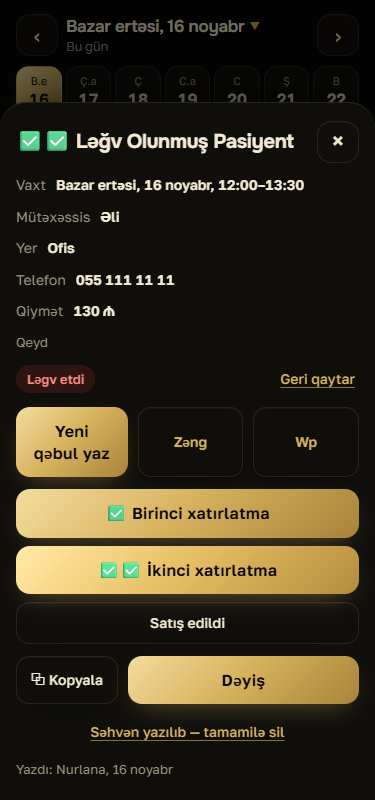 ‹ Bazar ertəsi, 16 noyabr ▾ ›
Bu gün
B.e Ç.a Ç C.a C Ş B
16 17 18 19 20 21 22
✅ ✅ Ləğv Olunmuş Pasiyent ×
Vaxt Bazar ertəsi, 16 noyabr, 12:00–13:30
Mütəxəssis Əli
Yer Ofis
Telefon 055 111 11 11
Qiymət 130 ₼
Qeyd
Ləgv etdi Geri qaytar
Yeni
qəbul yaz Zəng Wp
✅ Birinci xatırlatma
✅ ✅ İkinci xatırlatma
Satış edildi
Kopyala Dəyiş
Səhvən yazılıb — tamamilə sil
Yazdı: Nurlana, 16 noyabr